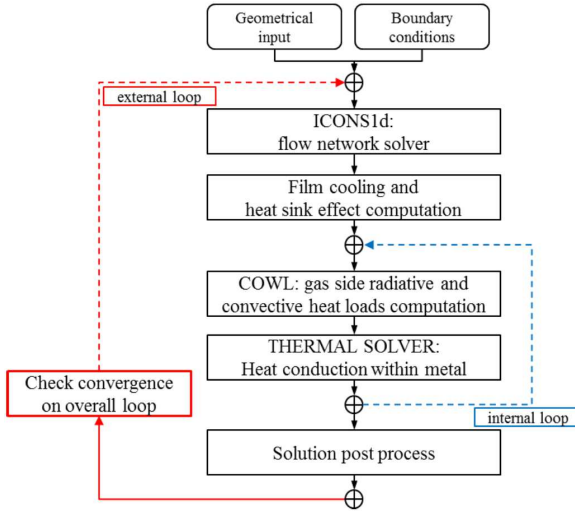 Geometrical
input
Boundary
conditions
external loop
ICONS1d:
flow network solver
Film cooling and
heat sink effect computation
COWL: gas side radiative and
convective heat loads computation
THERMAL SOLVER:
Heat conduction within metal
Check convergence
on overall loop
internal loop
Solution post process